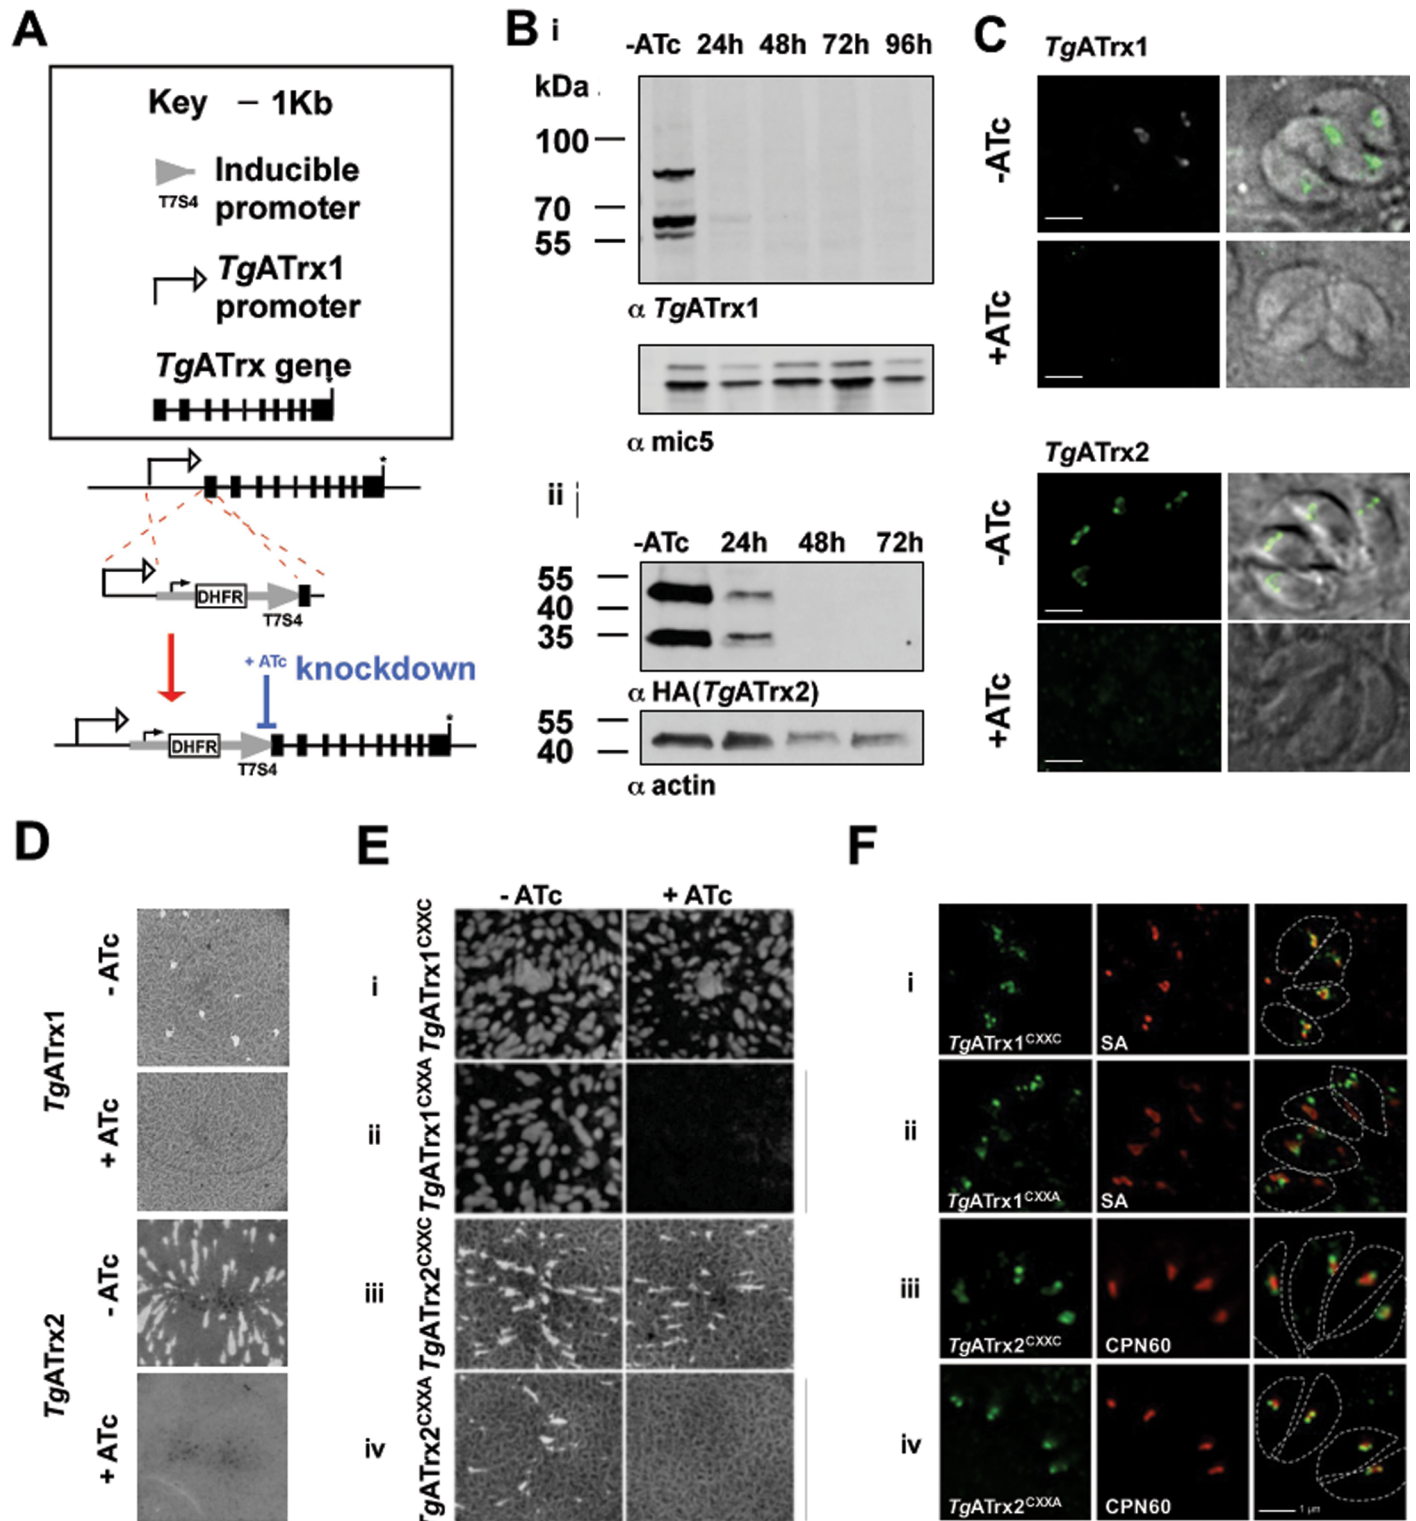 A
Key – 1Kb
T7S4
Inducible
promoter
TgATrx1
promoter
TgATrx gene
*
DHFR
T7S4
+ ATc knockdown
*
DHFR
T7S4
B i
-ATc 24h 48h 72h 96h
kDa
100
70
55
α TgATrx1
α mic5
ii
-ATc 24h 48h 72h
55
40
35
α HA(TgATrx2)
55
40
α actin
C
TgATrx1
-ATc
+ATc
TgATrx2
-ATc
+ATc
D
TgATrx1
- ATc
+ ATc
TgATrx2
- ATc
+ ATc
E
- ATc + ATc
i
TgATrx1CXXC
ii
TgATrx1CXXA
iii
TgATrx2CXXC
iv
TgATrx2CXXA
F
i
TgATrx1CXXC SA
ii
TgATrx1CXXA SA
iii
TgATrx2CXXC CPN60
iv
TgATrx2CXXA CPN60
1 µm